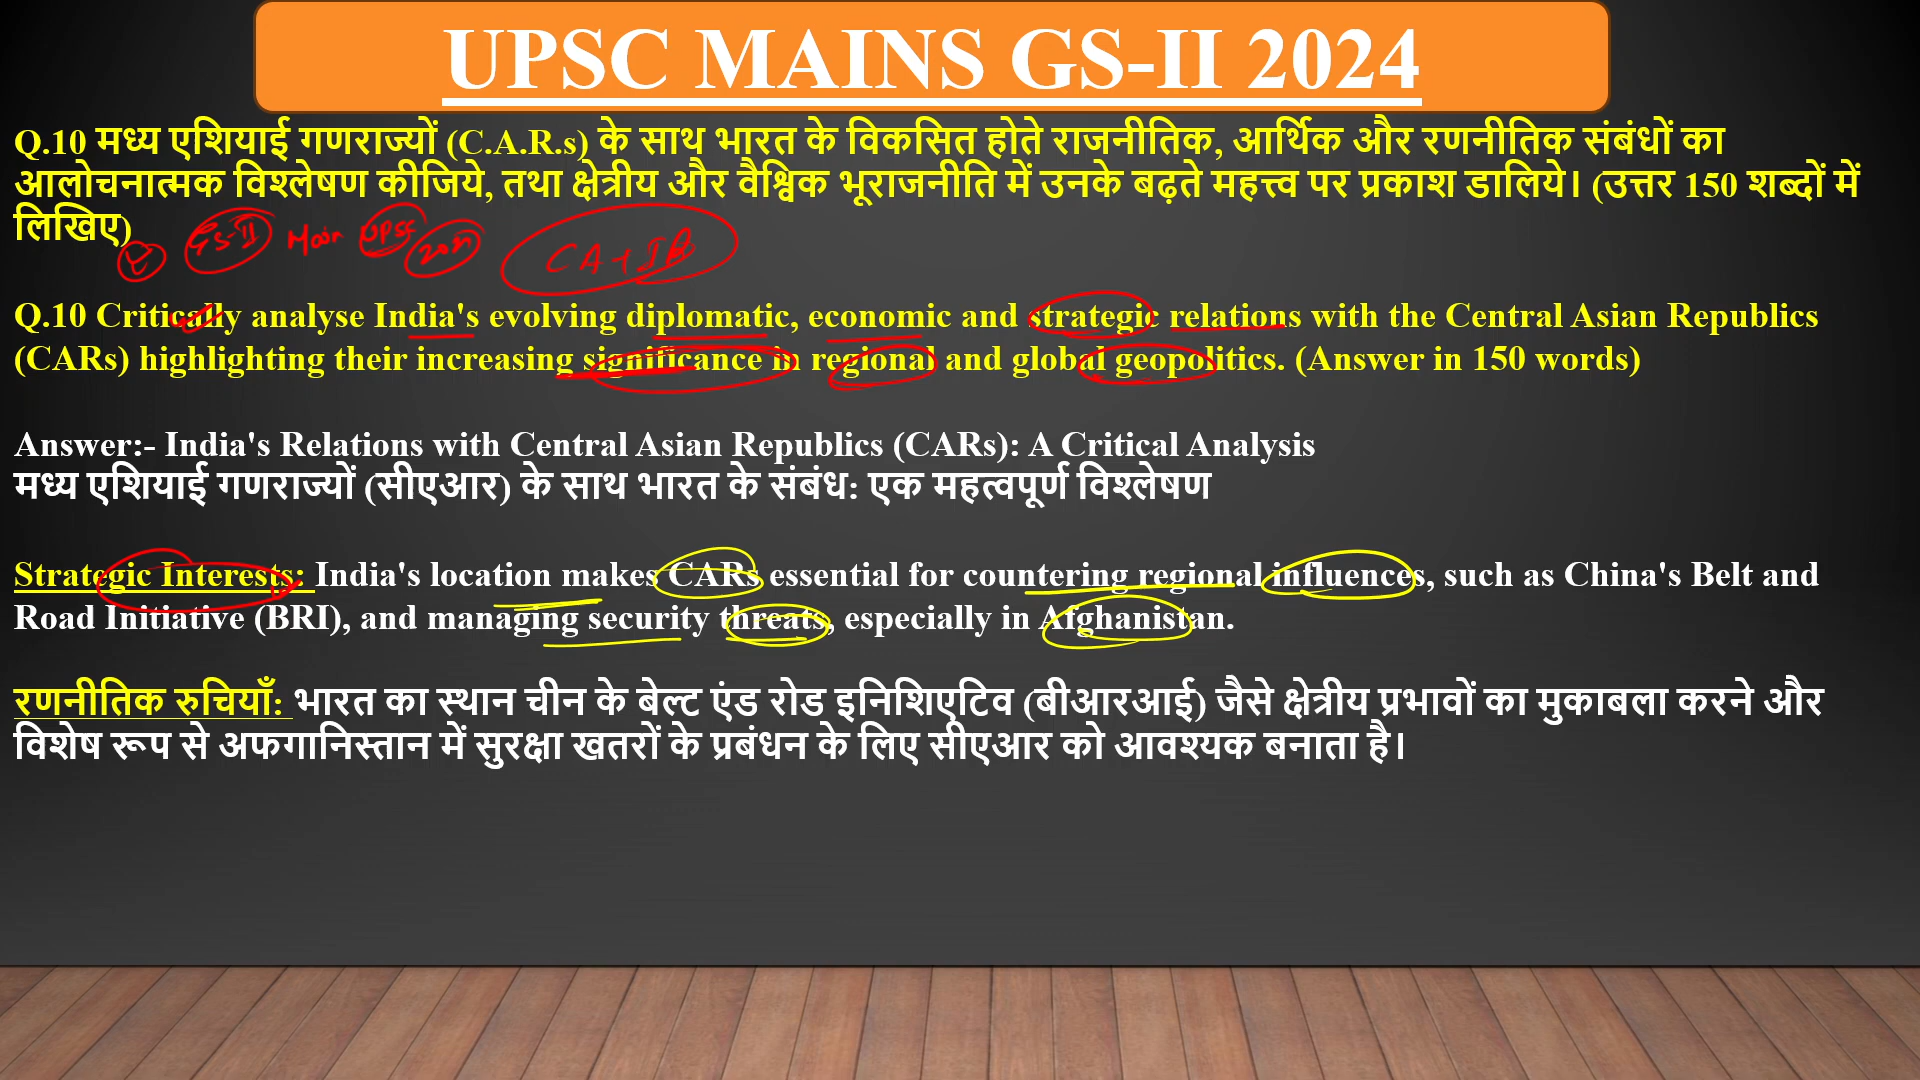 UPSC MAINS GS-II 2024
Q.10 मध्य एशियाई गणराज्यों (C.A.R.s) के साथ भारत के विकसित होते राजनीतिक, आर्थिक और रणनीतिक संबंधों का
आलोचनात्मक विश्लेषण कीजिये, तथा क्षेत्रीय और वैश्विक भूराजनीति में उनके बढ़ते महत्त्व पर प्रकाश डालिये। (उत्तर 150 शब्दों में
लिखिए)
GS-II Main UPSC CA+IR
Q.10 Critically analyse India's evolving diplomatic, economic and strategic relations with the Central Asian Republics
(CARs) highlighting their increasing significance in regional and global geopolitics. (Answer in 150 words)
Answer:- India's Relations with Central Asian Republics (CARs): A Critical Analysis
मध्य एशियाई गणराज्यों (सीएआर) के साथ भारत के संबंध: एक महत्वपूर्ण विश्लेषण
Strategic Interests: India's location makes CARs essential for countering regional influences, such as China's Belt and
Road Initiative (BRI), and managing security threats, especially in Afghanistan.
रणनीतिक रुचियाँ: भारत का स्थान चीन के बेल्ट एंड रोड इनिशिएटिव (बीआरआई) जैसे क्षेत्रीय प्रभावों का मुकाबला करने और
विशेष रूप से अफगानिस्तान में सुरक्षा खतरों के प्रबंधन के लिए सीएआर को आवश्यक बनाता है।